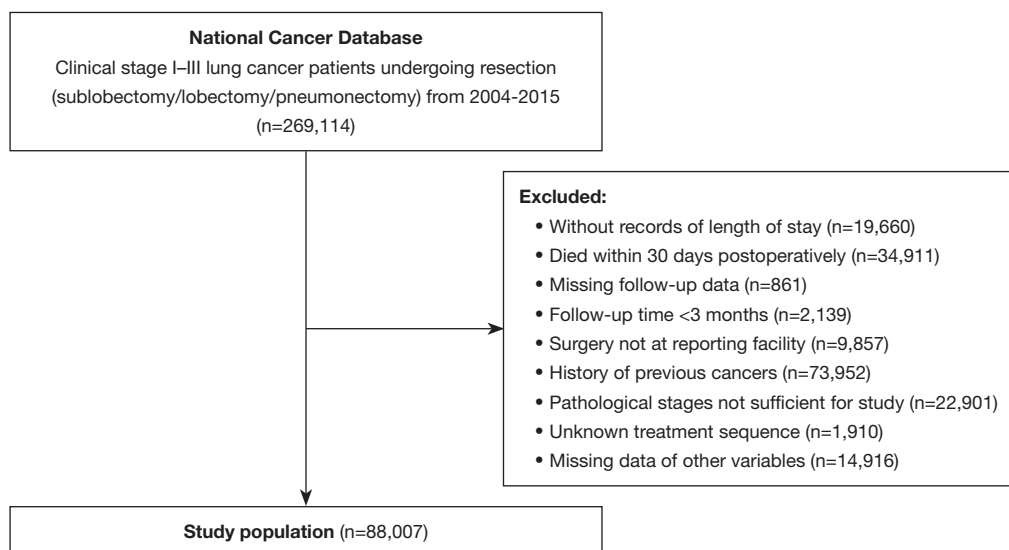 National Cancer Database
Clinical stage I–III lung cancer patients undergoing resection
(sublobectomy/lobectomy/pneumonectomy) from 2004-2015
(n=269,114)
Excluded:
• Without records of length of stay (n=19,660)
• Died within 30 days postoperatively (n=34,911)
• Missing follow-up data (n=861)
• Follow-up time <3 months (n=2,139)
• Surgery not at reporting facility (n=9,857)
• History of previous cancers (n=73,952)
• Pathological stages not sufficient for study (n=22,901)
• Unknown treatment sequence (n=1,910)
• Missing data of other variables (n=14,916)
Study population (n=88,007)